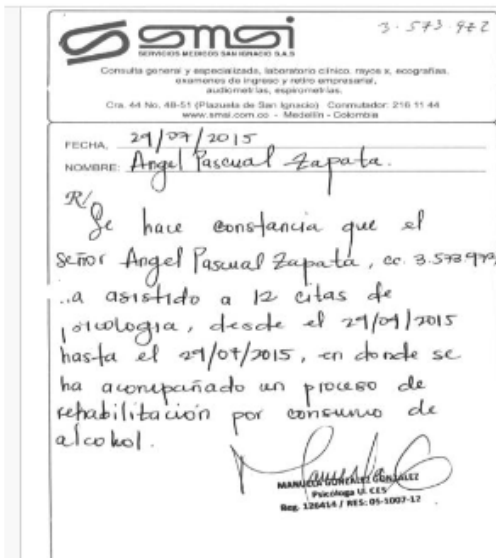 3.573.972
smsi
SERVICIOS MEDICOS SAN IGNACIO S.A.S
Consulta general y especializada, laboratorio clínico, rayos x, ecografías,
examenes de ingreso y retiro empresarial,
audiometrías, espirometrías.
Cra. 44 No. 48-51 (Plazuela de San Ignacio) Conmutador: 216 11 44
www.smsi.com.co - Medellín - Colombia
FECHA, 29/07/2015
NOMBRE: Angel Pascual Zapata.
R/
Se hace constancia que el
señor Angel Pascual Zapata, cc. 3.573.972,
a asistido a 12 citas de
psicologia, desde el 29/04/2015
hasta el 29/07/2015, en donde se
ha acompañado un proceso de
rehabilitación por consumo de
alcohol.
MANUELA GONZALEZ GONZALEZ
Psicóloga U. CES
Reg. 126414 / RES: 05-1007-12